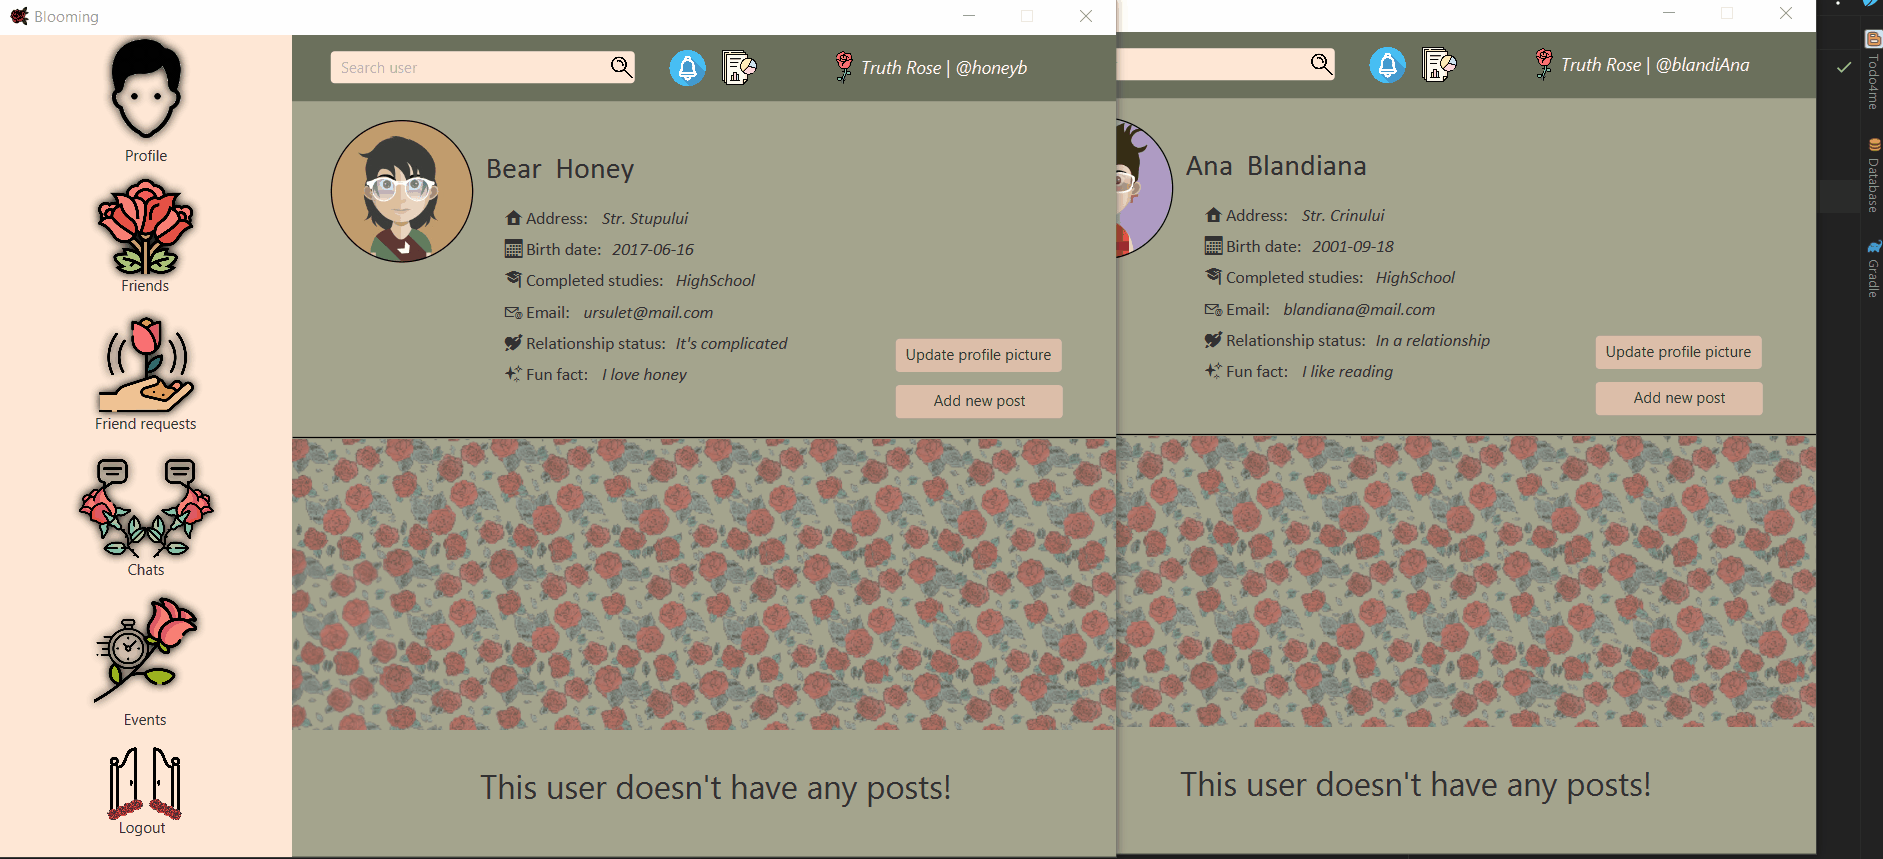 Blooming
Search user
Truth Rose | @honeyb
Profile
Friends
Friend requests
Chats
Events
Logout
Bear Honey
Address: Str. Stupului
Birth date: 2017-06-16
Completed studies: HighSchool
Email: ursulet@mail.com
Relationship status: It's complicated
Fun fact: I love honey
Update profile picture
Add new post
This user doesn't have any posts!
Truth Rose | @blandiAna
Ana Blandiana
Address: Str. Crinului
Birth date: 2001-09-18
Completed studies: HighSchool
Email: blandiana@mail.com
Relationship status: In a relationship
Fun fact: I like reading
Update profile picture
Add new post
This user doesn't have any posts!
Todo4me
Database
Gradle